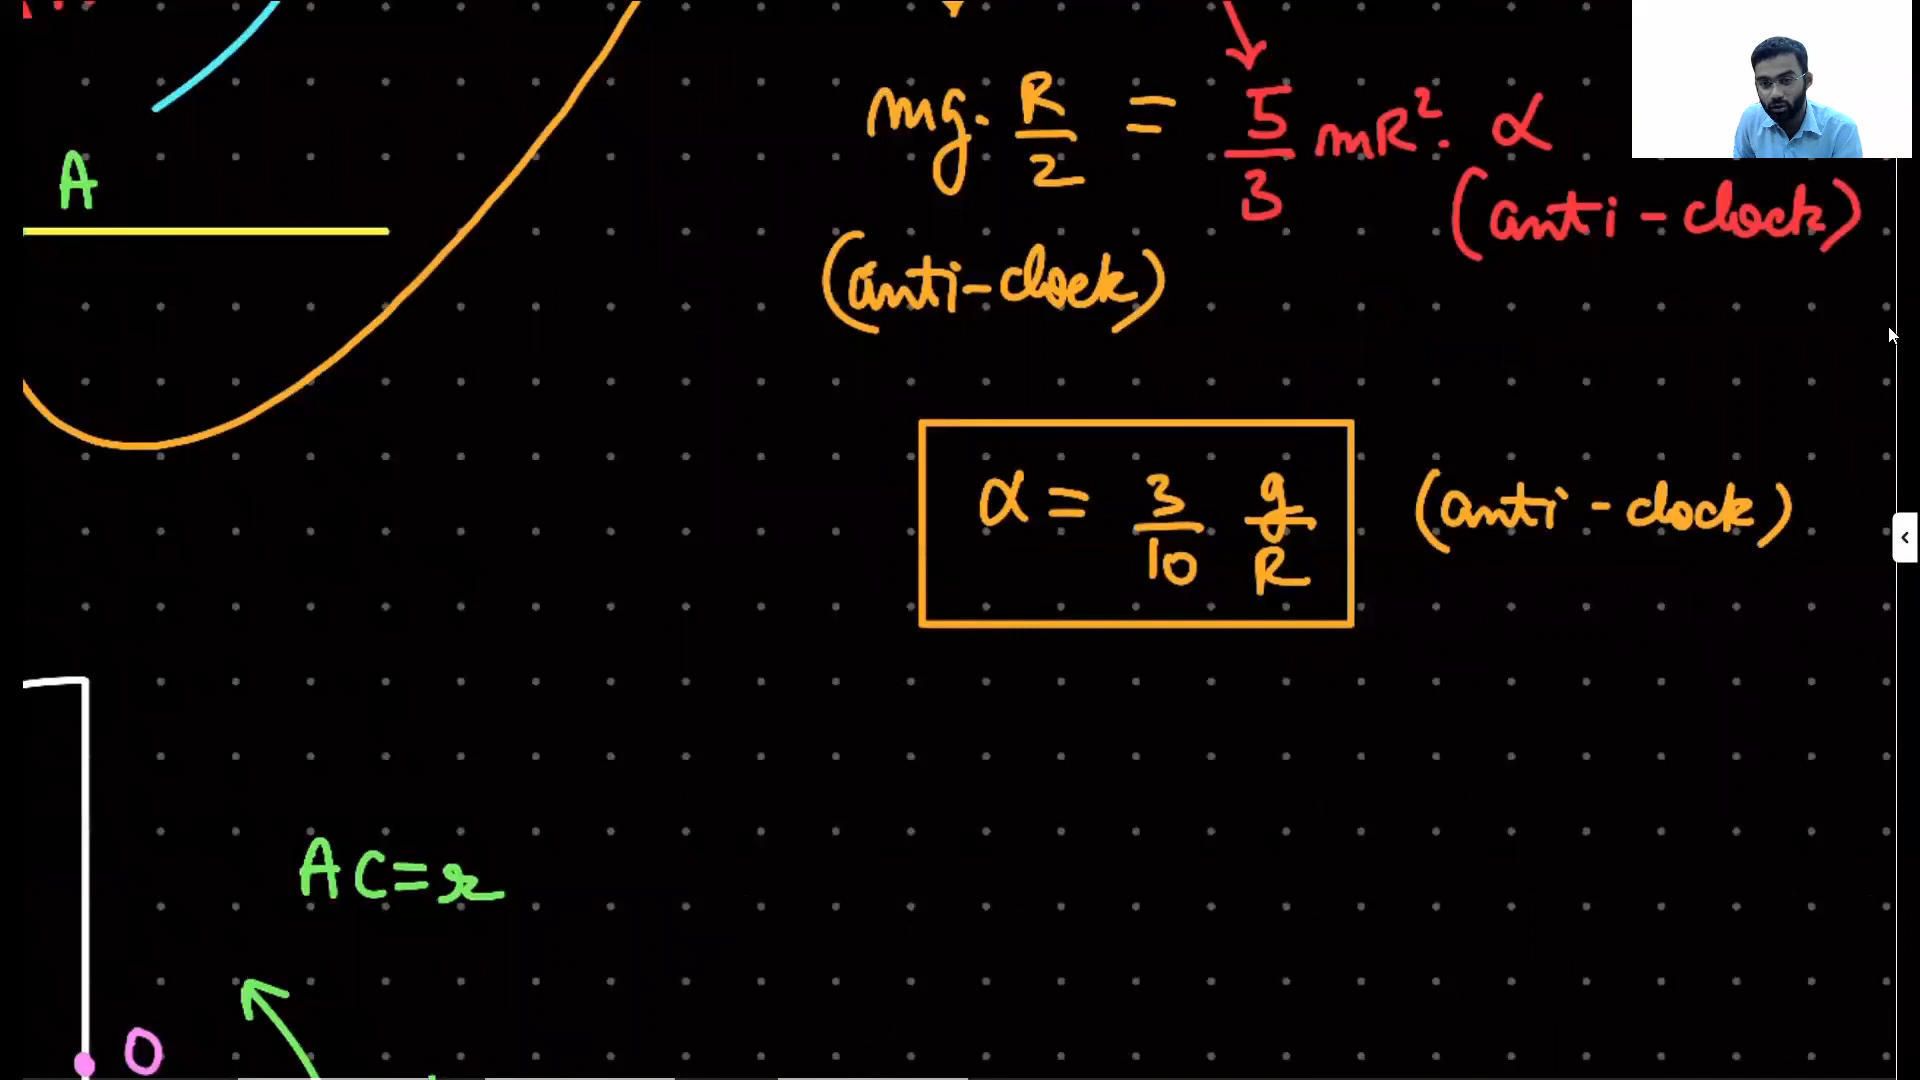 mg. R/2 = 5/3 mR². α
A
(anti-clock)
(anti-clock)
α = 3/10 g/R (anti-clock)
AC=x
O